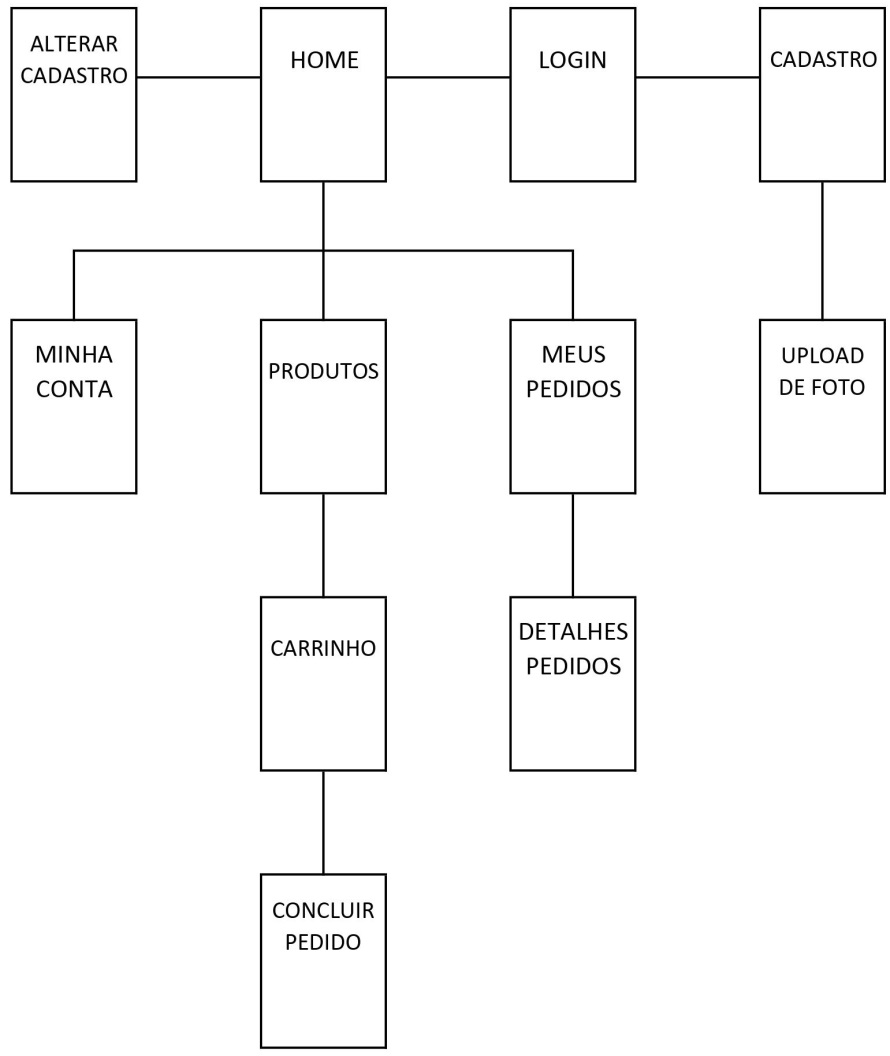 ALTERAR
CADASTRO
HOME
LOGIN
CADASTRO
MINHA
CONTA
PRODUTOS
MEUS
PEDIDOS
UPLOAD
DE FOTO
CARRINHO
DETALHES
PEDIDOS
CONCLUIR
PEDIDO